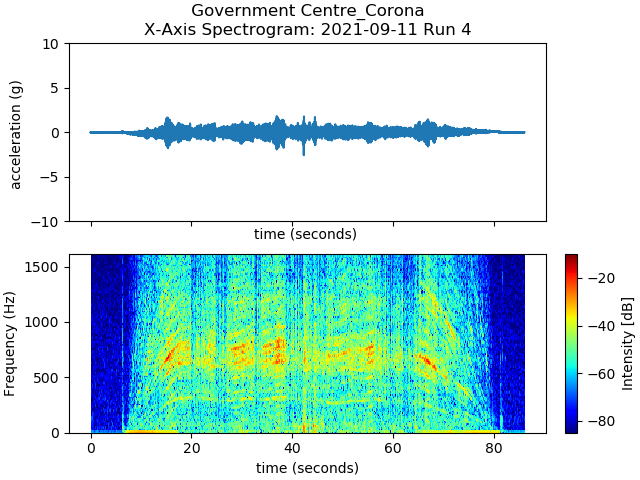 Government Centre_Corona
X-Axis Spectrogram: 2021-09-11 Run 4
10
5
0
−5
−10
acceleration (g)
time (seconds)
1500
1000
500
0
Frequency (Hz)
0 20 40 60 80
time (seconds)
−20
−40
−60
−80
Intensity [dB]